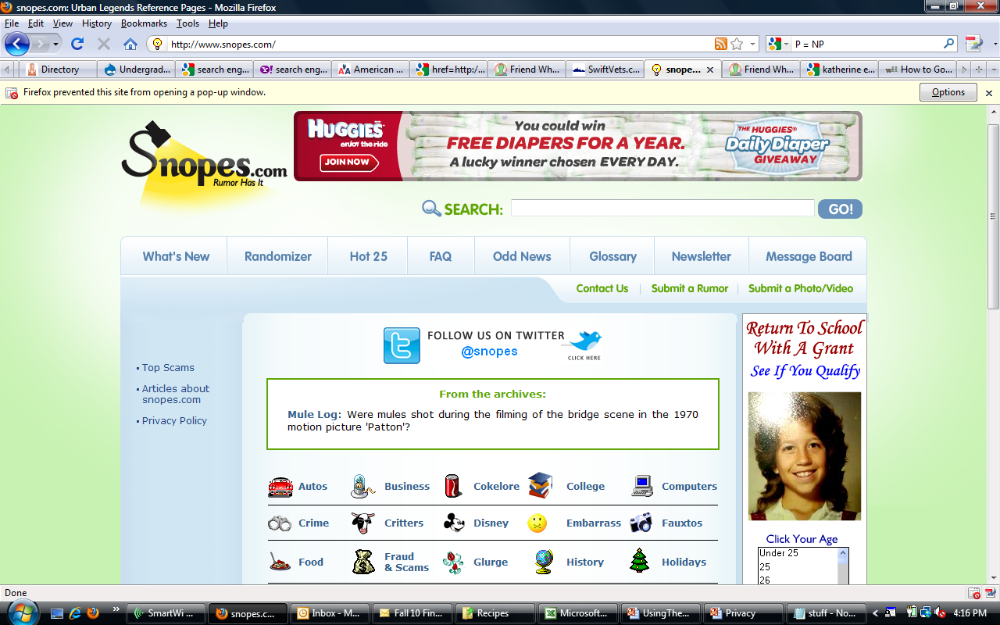 snopes.com: Urban Legends Reference Pages - Mozilla Firefox
File Edit View History Bookmarks Tools Help
http://www.snopes.com/
P = NP
Directory
Undergrad...
search eng...
search eng...
American ...
href=http:/...
Friend Wh...
SwiftVets.c...
snope...
Friend Wh...
katherine e...
wH How to Go...
Firefox prevented this site from opening a pop-up window.
Options
Snopes.com
Rumor Has It
HUGGIES®
enjoy the ride
JOIN NOW
You could win
FREE DIAPERS FOR A YEAR.
A lucky winner chosen EVERY DAY.
THE HUGGIES®
Daily Diaper
GIVEAWAY
SEARCH:
GO!
What's New
Randomizer
Hot 25
FAQ
Odd News
Glossary
Newsletter
Message Board
Contact Us
Submit a Rumor
Submit a Photo/Video
Top Scams
Articles about
snopes.com
Privacy Policy
FOLLOW US ON TWITTER
@snopes
CLICK HERE
From the archives:
Mule Log: Were mules shot during the filming of the bridge scene in the 1970
motion picture 'Patton'?
Autos
Business
Cokelore
College
Computers
Crime
Critters
Disney
Embarrass
Fauxtos
Food
Fraud
& Scams
Glurge
History
Holidays
Return To School
With A Grant
See If You Qualify
Click Your Age
Under 25
25
26
Done
SmartWi ...
snopes.c...
Inbox - M...
Fall 10 Fin...
Recipes
Microsoft...
UsingThe...
Privacy
stuff - No...
4:16 PM